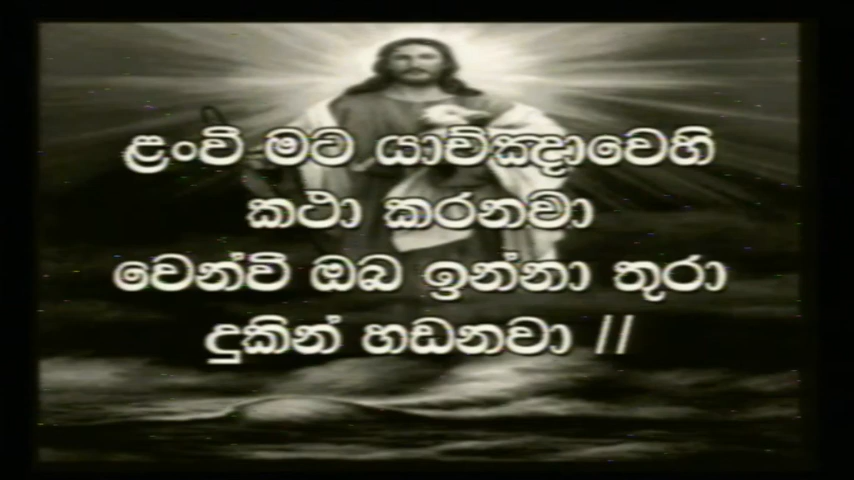 ළංවී මට යාච්ඤාවෙහි
කථා කරනවා
වෙන්වී ඔබ ඉන්නා තුරා
දුකින් හඬනවා //